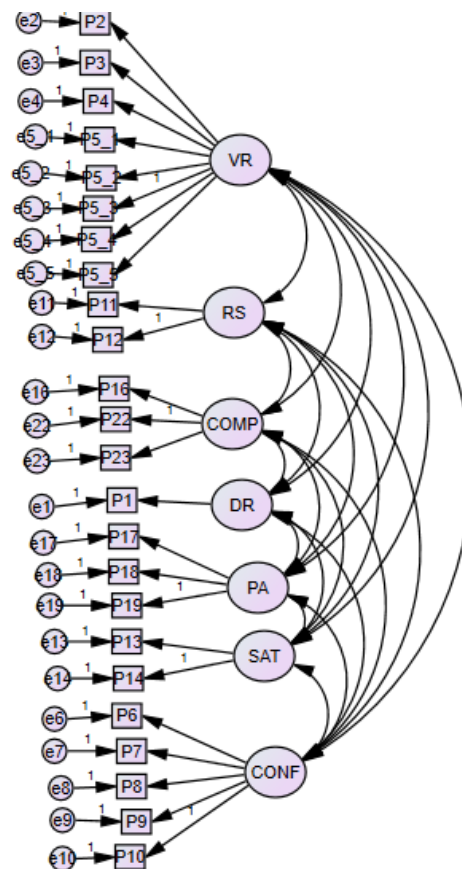 e2 1 P2
e3 1 P3
e4 1 P4
e5_1 1 P5_1
VR
e5_2 1 P5_2 1
e5_3 1 P5_3
e5_4 1 P5_4
e5_5 1 P5_5
e11 1 P11
RS
e12 1 P12 1
e16 1 P16
e22 1 P22 1 COMP
e23 1 P23
e1 1 P1 DR
e17 1 P17
e18 1 P18 PA
e19 1 P19 1
e13 1 P13
SAT
e14 1 P14 1
e6 1 P6
e7 1 P7
CONF
e8 1 P8
e9 1 P9 1
e10 1 P10